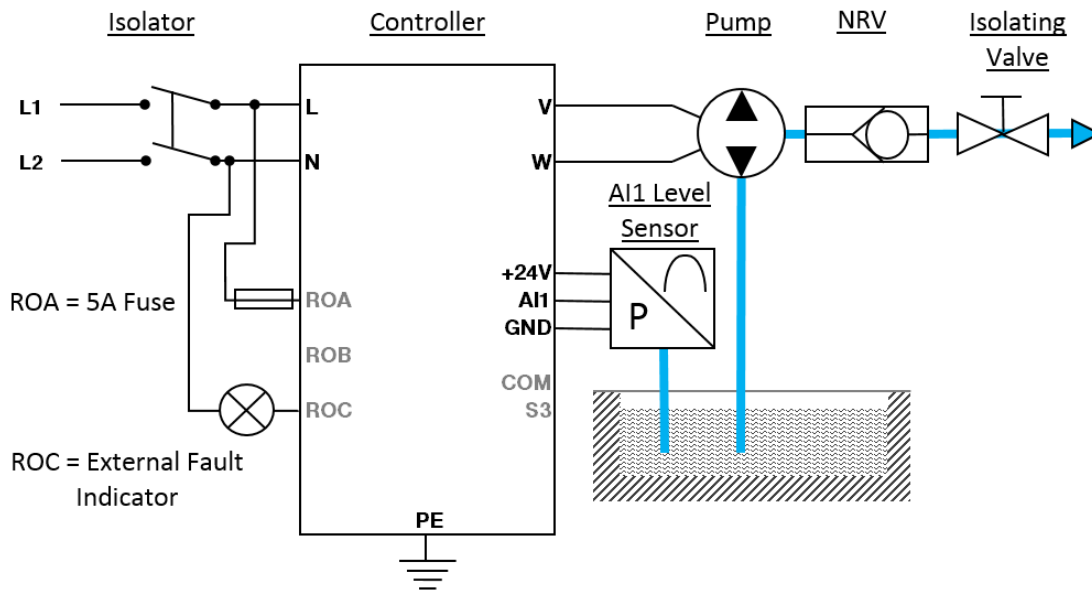 Isolator
Controller
Pump
NRV
Isolating
Valve
L1
L
V
L2
N
W
AI1 Level
Sensor
+24V
ROA = 5A Fuse
ROA
AI1
P
GND
ROB
COM
ROC
S3
ROC = External Fault
Indicator
PE